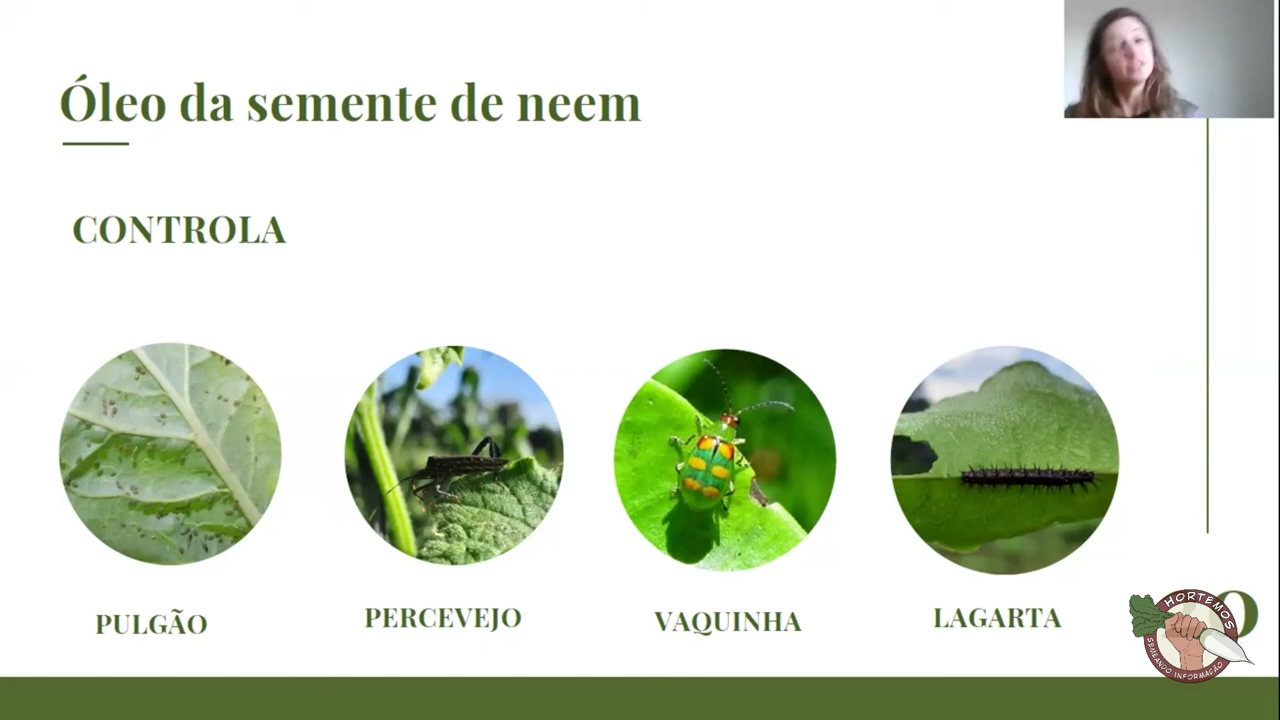 Óleo da semente de neem
CONTROLA
PULGÃO
PERCEVEJO
VAQUINHA
LAGARTA
HORTEMOS
SEMEANDO INFORMAÇÃO